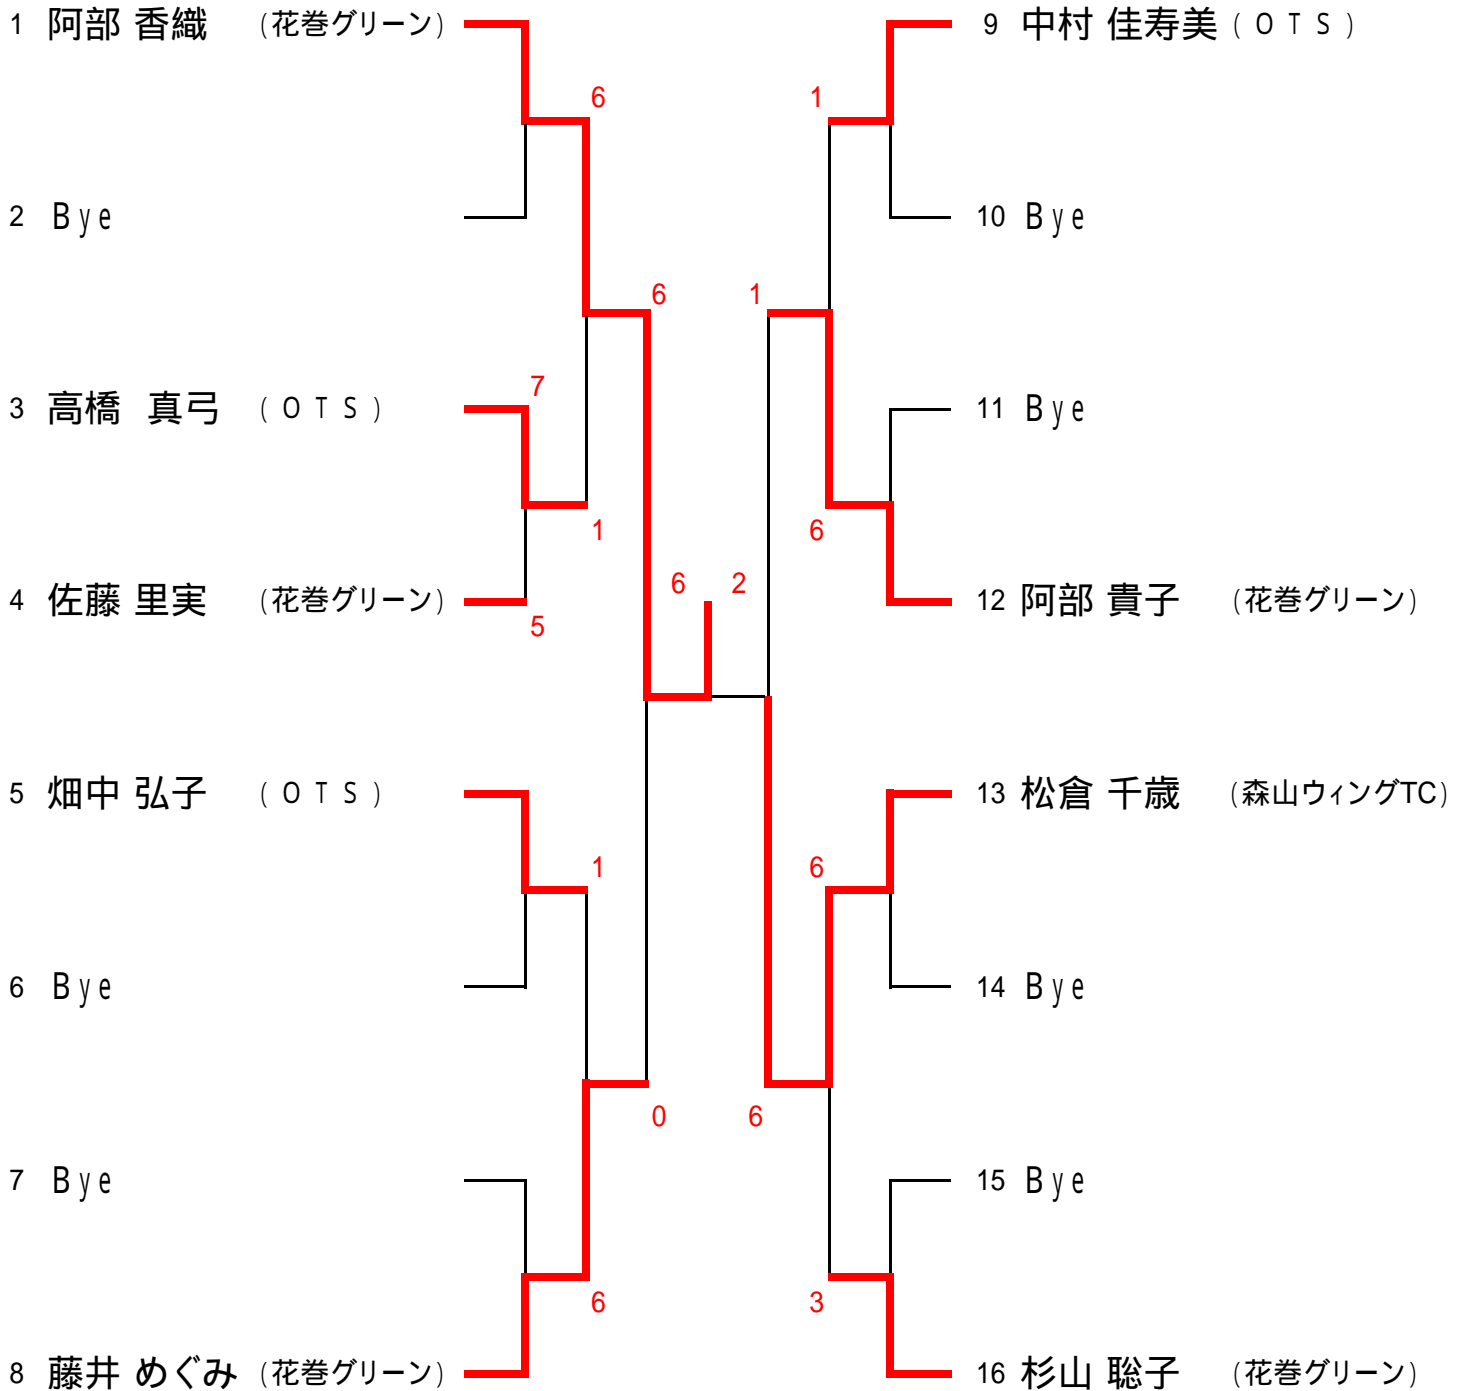 1 阿部 香織 (花巻グリーン)
9 中村 佳寿美 (OTS)
6
1
2 Bye
10 Bye
6
1
7
3 高橋 真弓 (OTS)
11 Bye
1
6
6
2
4 佐藤 里実 (花巻グリーン)
5
12 阿部 貴子 (花巻グリーン)
5 畑中 弘子 (OTS)
13 松倉 千歳 (森山ウィングTC)
1
6
6 Bye
14 Bye
0
6
7 Bye
15 Bye
6
3
8 藤井 めぐみ (花巻グリーン)
16 杉山 聡子 (花巻グリーン)